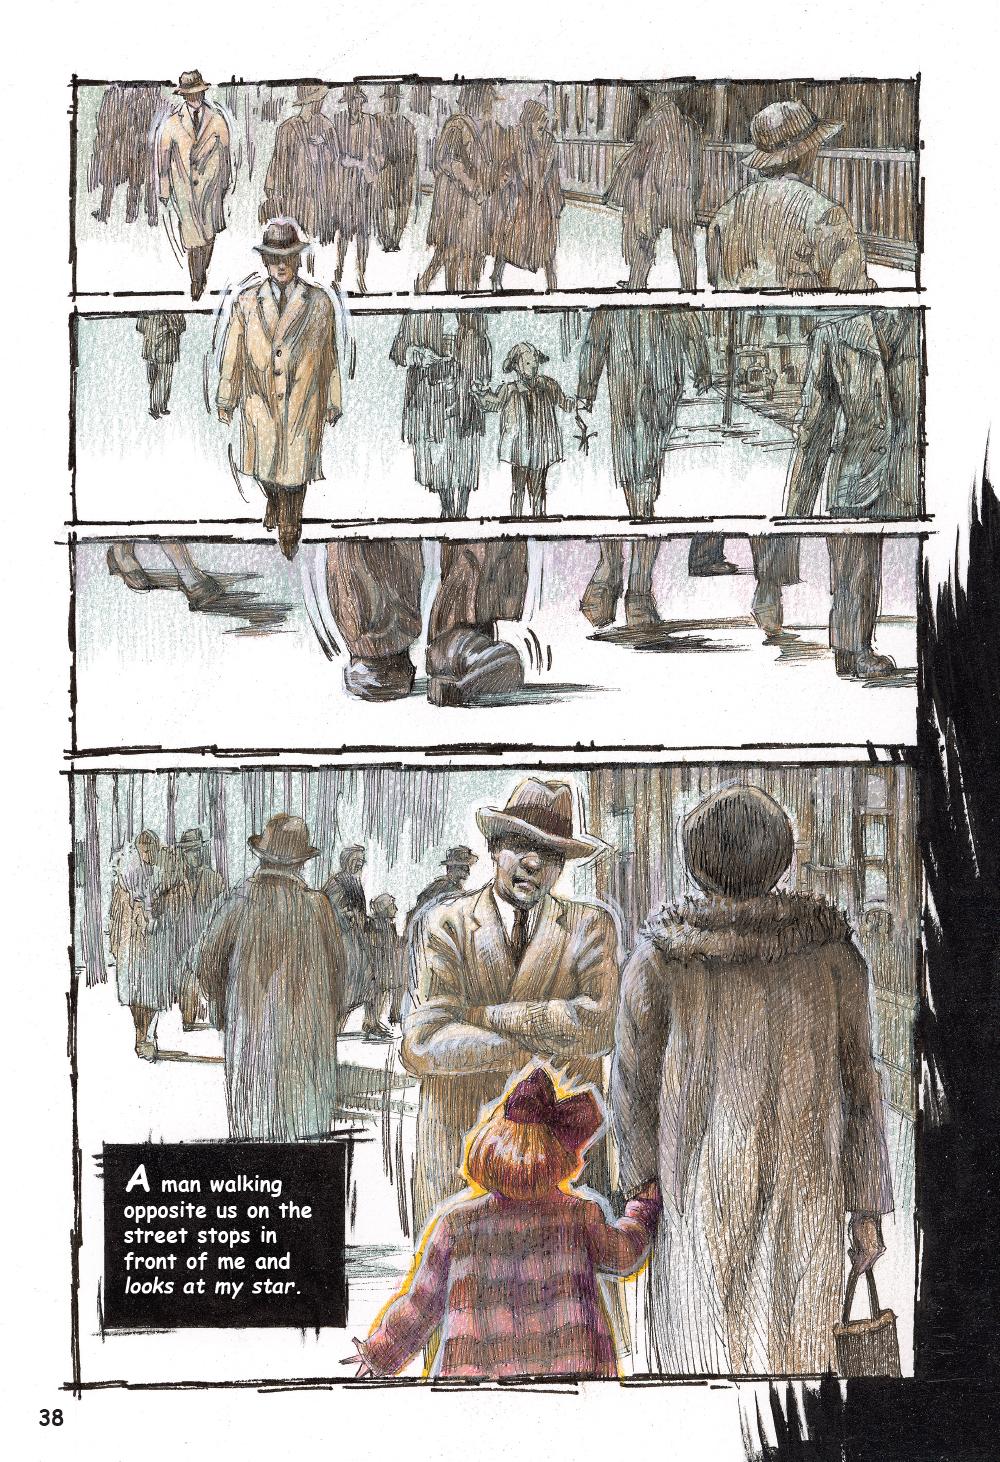 A man walking
opposite us on the
street stops in
front of me and
looks at my star.
38